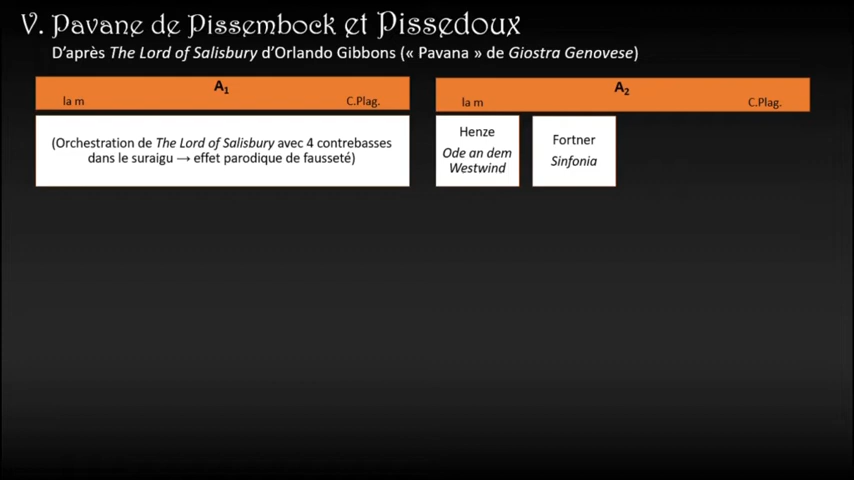 V. Pavane de Pissembock et Pissedoux
D'après The Lord of Salisbury d'Orlando Gibbons (« Pavana » de Giostra Genovese)
A₁
la m C.Plag.
A₂
la m C.Plag.
(Orchestration de The Lord of Salisbury avec 4 contrebasses
dans le suraigu → effet parodique de fausseté)
Henze
Ode an dem
Westwind
Fortner
Sinfonia